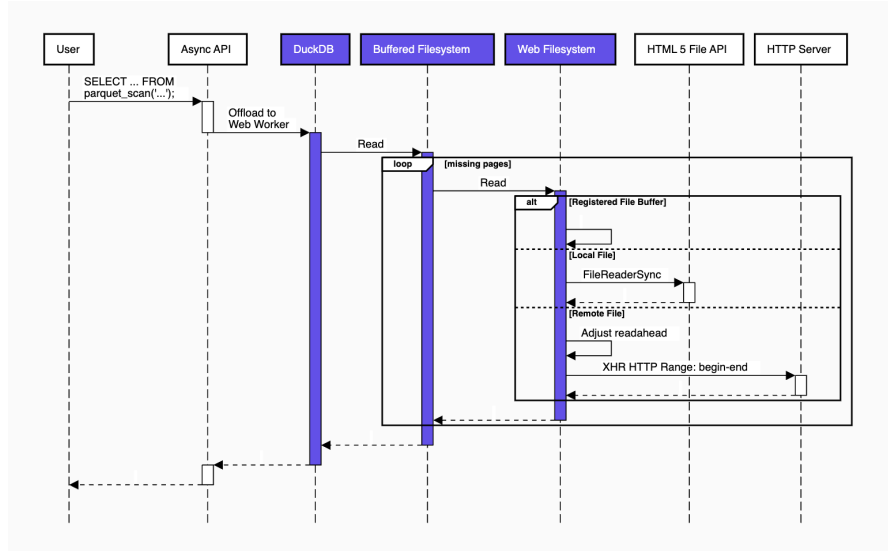 User
Async API
DuckDB
Buffered Filesystem
Web Filesystem
HTML 5 File API
HTTP Server
SELECT ... FROM
parquet_scan('...');
Offload to
Web Worker
Read
loop
[missing pages]
Read
alt
[Registered File Buffer]
[Local File]
FileReaderSync
[Remote File]
Adjust readahead
XHR HTTP Range: begin-end